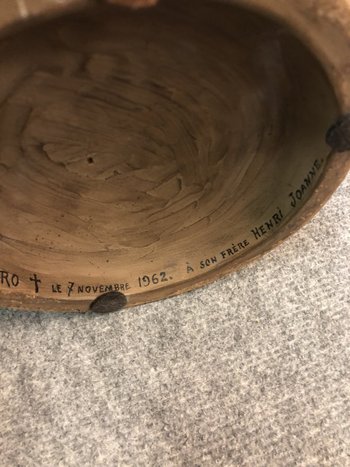 RO † LE 7 NOVEMBRE 1962. À SON FRÈRE HENRI JOANNE.